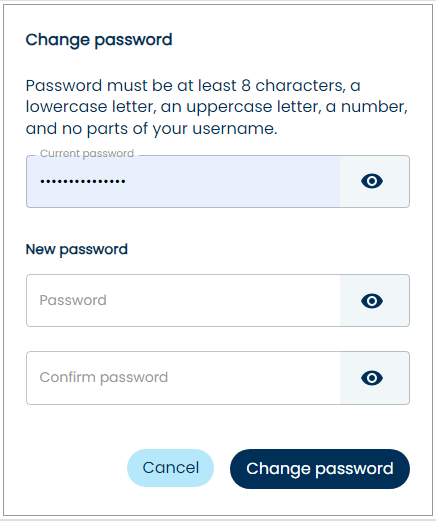 Change password
Password must be at least 8 characters, a
lowercase letter, an uppercase letter, a number,
and no parts of your username.
Current password
•••••••••••••••
New password
Password
Confirm password
Cancel
Change password